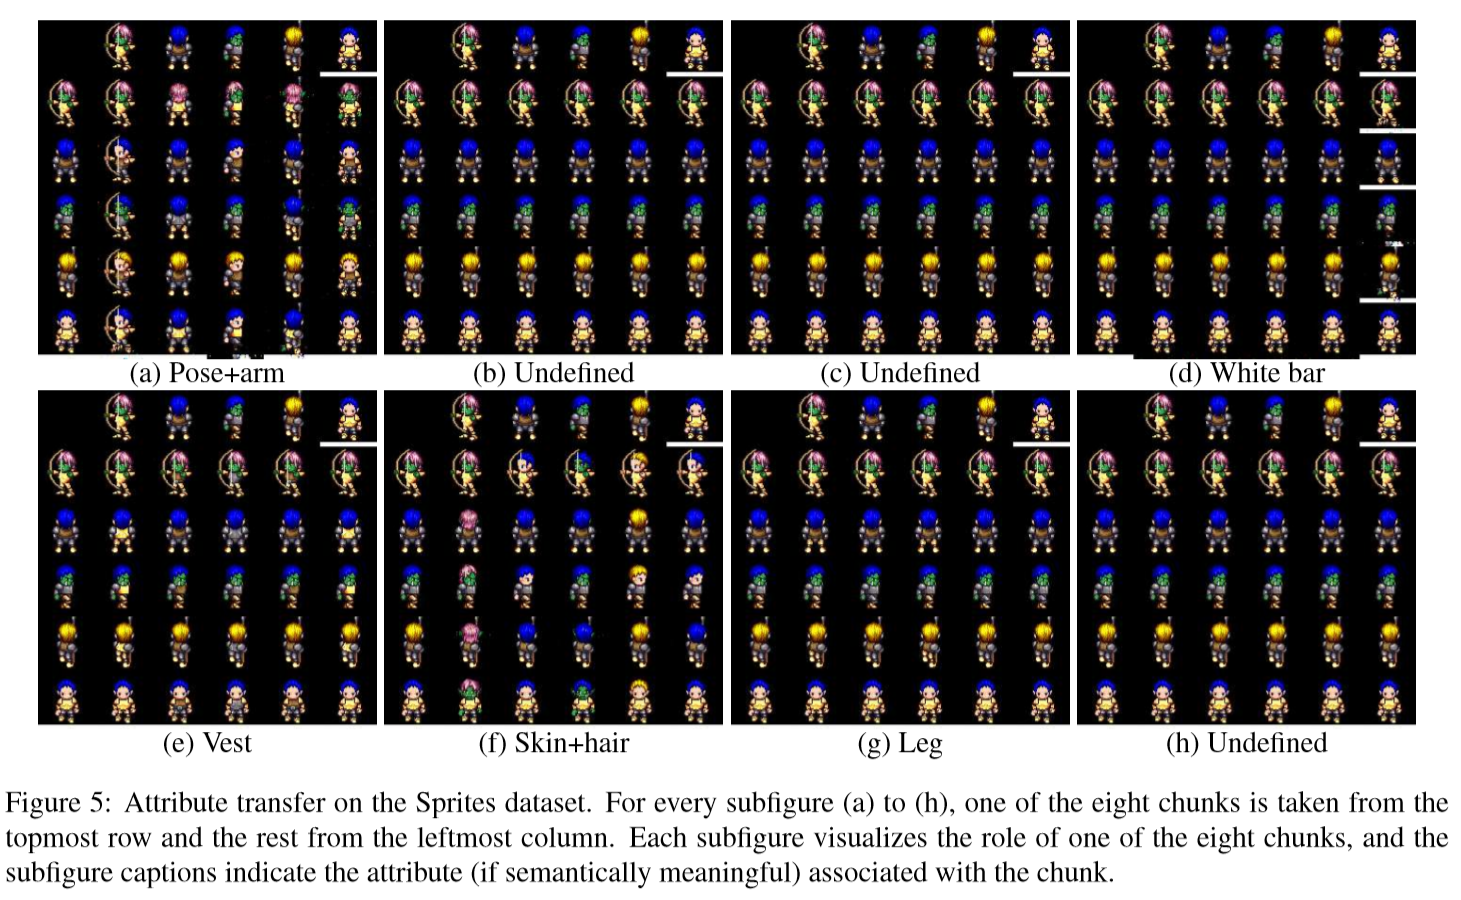 (a) Pose+arm
(b) Undefined
(c) Undefined
(d) White bar
(e) Vest
(f) Skin+hair
(g) Leg
(h) Undefined
Figure 5: Attribute transfer on the Sprites dataset. For every subfigure (a) to (h), one of the eight chunks is taken from the
topmost row and the rest from the leftmost column. Each subfigure visualizes the role of one of the eight chunks, and the
subfigure captions indicate the attribute (if semantically meaningful) associated with the chunk.